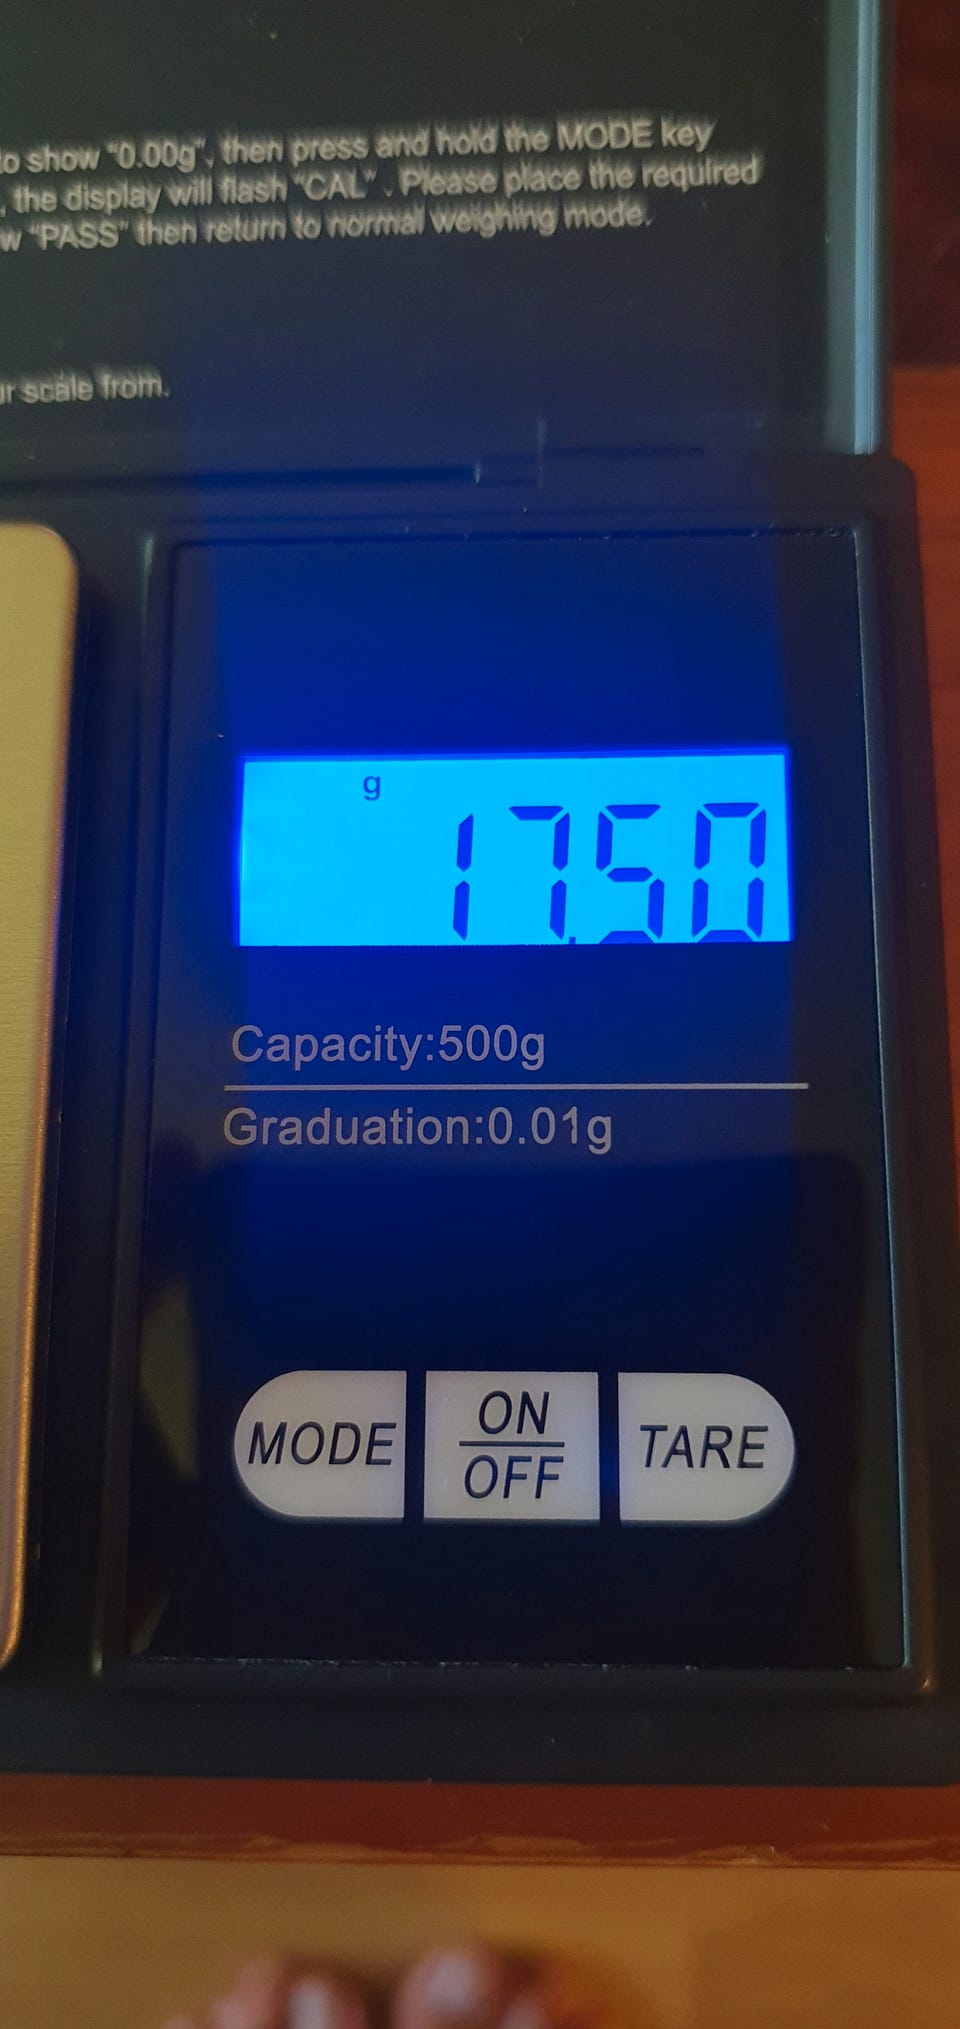 to show "0.00g", then press and hold the MODE key
, the display will flash "CAL". Please place the required
w "PASS" then return to normal weighing mode.
ur scale from.
g
17.50
Capacity:500g
Graduation:0.01g
MODE
ON
OFF
TARE